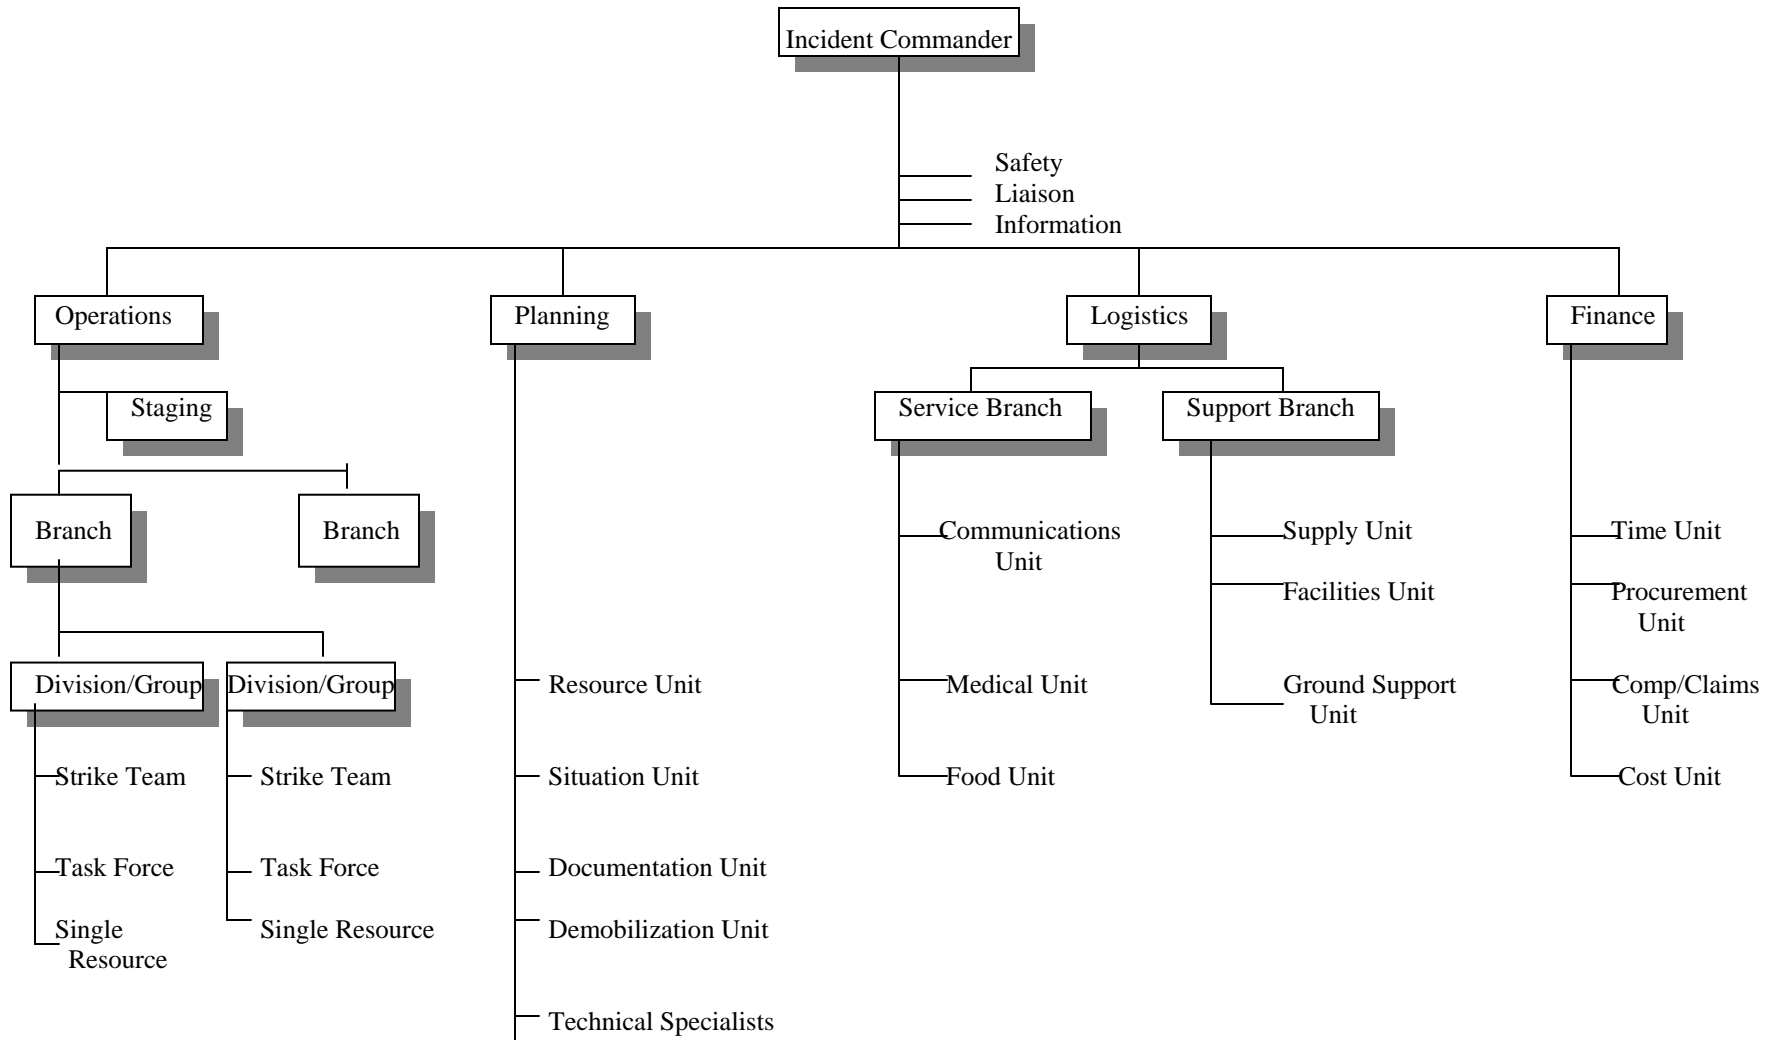 Incident Commander
Safety
Liaison
Information
Operations
Planning
Logistics
Finance
Staging
Service Branch
Support Branch
Branch
Branch
Communications
Unit
Supply Unit
Time Unit
Facilities Unit
Procurement
Unit
Division/Group
Division/Group
Resource Unit
Medical Unit
Ground Support
Unit
Comp/Claims
Unit
Strike Team
Strike Team
Situation Unit
Food Unit
Cost Unit
Task Force
Task Force
Documentation Unit
Single
Resource
Single Resource
Demobilization Unit
Technical Specialists